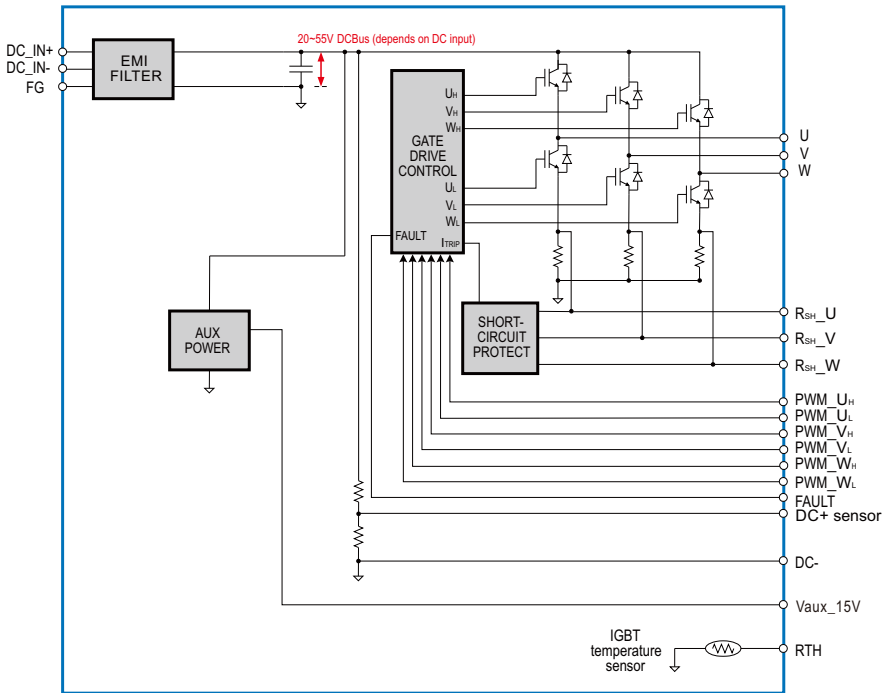 20~55V DCBus (depends on DC input)
DC_IN+
DC_IN-
FG
EMI
FILTER
UH
VH
WH
GATE
DRIVE
CONTROL
UL
VL
WL
FAULT
ITRIP
U
V
W
AUX
POWER
SHORT-
CIRCUIT
PROTECT
RSH_U
RSH_V
RSH_W
PWM_UH
PWM_UL
PWM_VH
PWM_VL
PWM_WH
PWM_WL
FAULT
DC+ sensor
DC-
Vaux_15V
IGBT
temperature
sensor
RTH